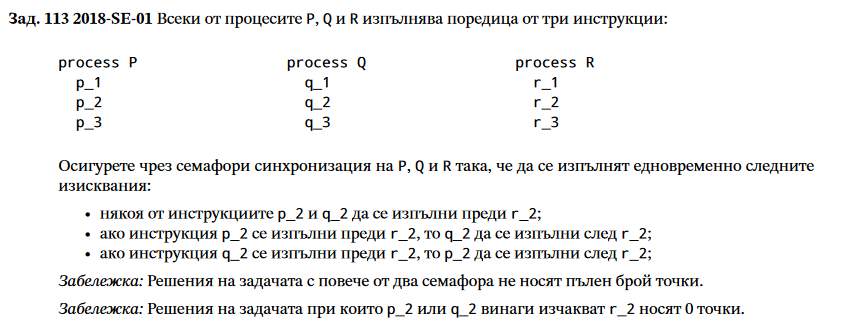 Зад. 113 2018-SE-01 Всеки от процесите P, Q и R изпълнява поредица от три инструкции:
process P process Q process R
p_1 q_1 r_1
p_2 q_2 r_2
p_3 q_3 r_3
Осигурете чрез семафори синхронизация на P, Q и R така, че да се изпълнят едновременно следните
изисквания:
• някоя от инструкциите p_2 и q_2 да се изпълни преди r_2;
• ако инструкция p_2 се изпълни преди r_2, то q_2 да се изпълни след r_2;
• ако инструкция q_2 се изпълни преди r_2, то p_2 да се изпълни след r_2;
Забележка: Решения на задачата с повече от два семафора не носят пълен брой точки.
Забележка: Решения на задачата при които p_2 или q_2 винаги изчакват r_2 носят 0 точки.